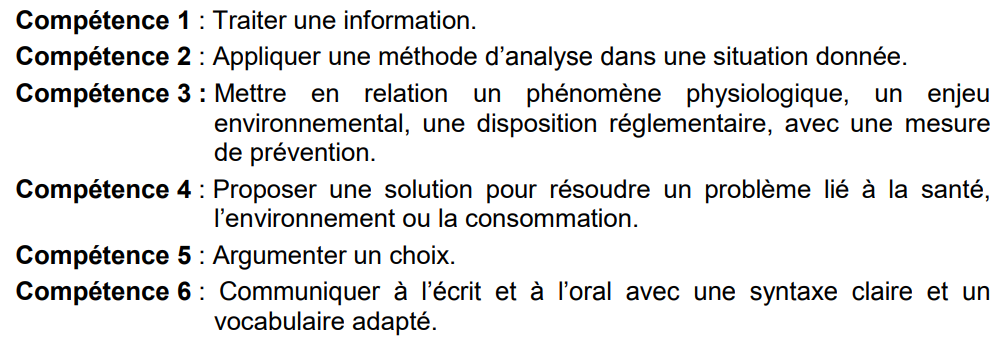 Compétence 1 : Traiter une information.
Compétence 2 : Appliquer une méthode d’analyse dans une situation donnée.
Compétence 3 : Mettre en relation un phénomène physiologique, un enjeu
environnemental, une disposition réglementaire, avec une mesure
de prévention.
Compétence 4 : Proposer une solution pour résoudre un problème lié à la santé,
l’environnement ou la consommation.
Compétence 5 : Argumenter un choix.
Compétence 6 : Communiquer à l’écrit et à l’oral avec une syntaxe claire et un
vocabulaire adapté.